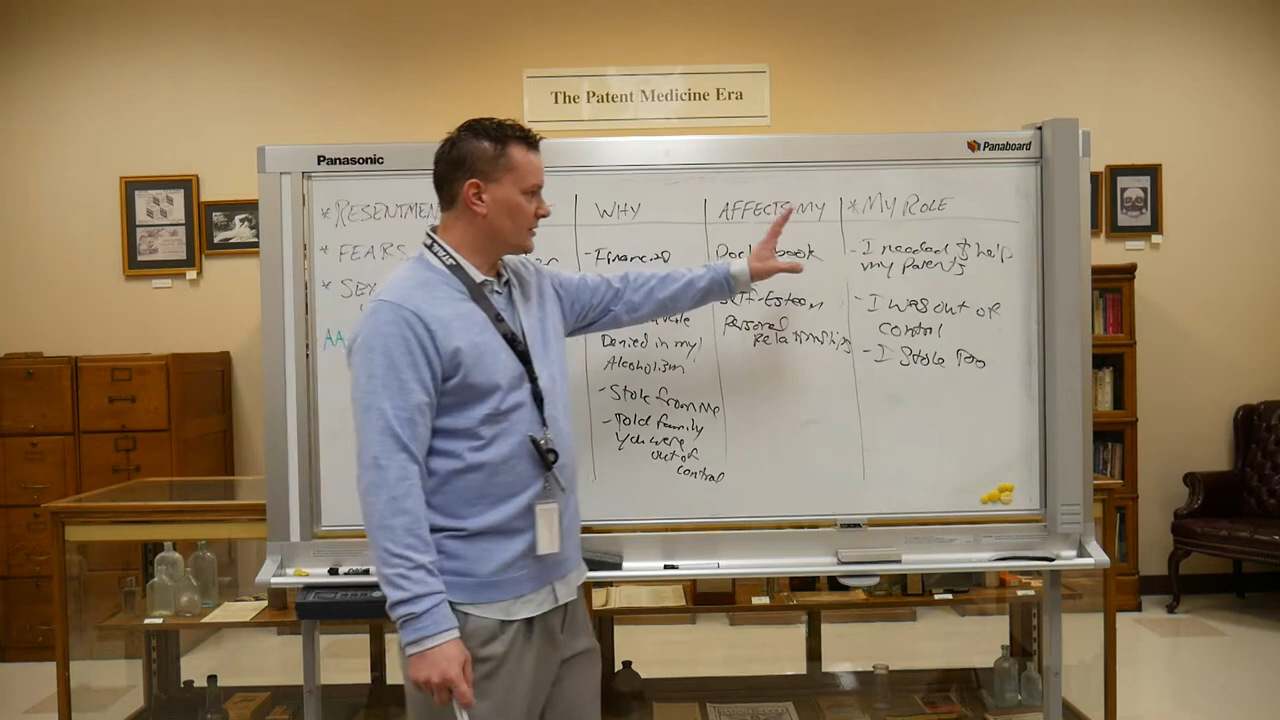 The Patent Medicine Era
Panasonic
Panaboard
* RESENTMEN
WHY
AFFECTS MY
* MY ROLE
* FEARS
- Financial
book
- I needed to help
my Parents
* SEX
Self-Esteem
- I was out of
control
AA
Denied in my
Alcoholism
Personal
Relationships
- I Stole Too
- Stole from me
- Told family
you were
out of
control
STAR